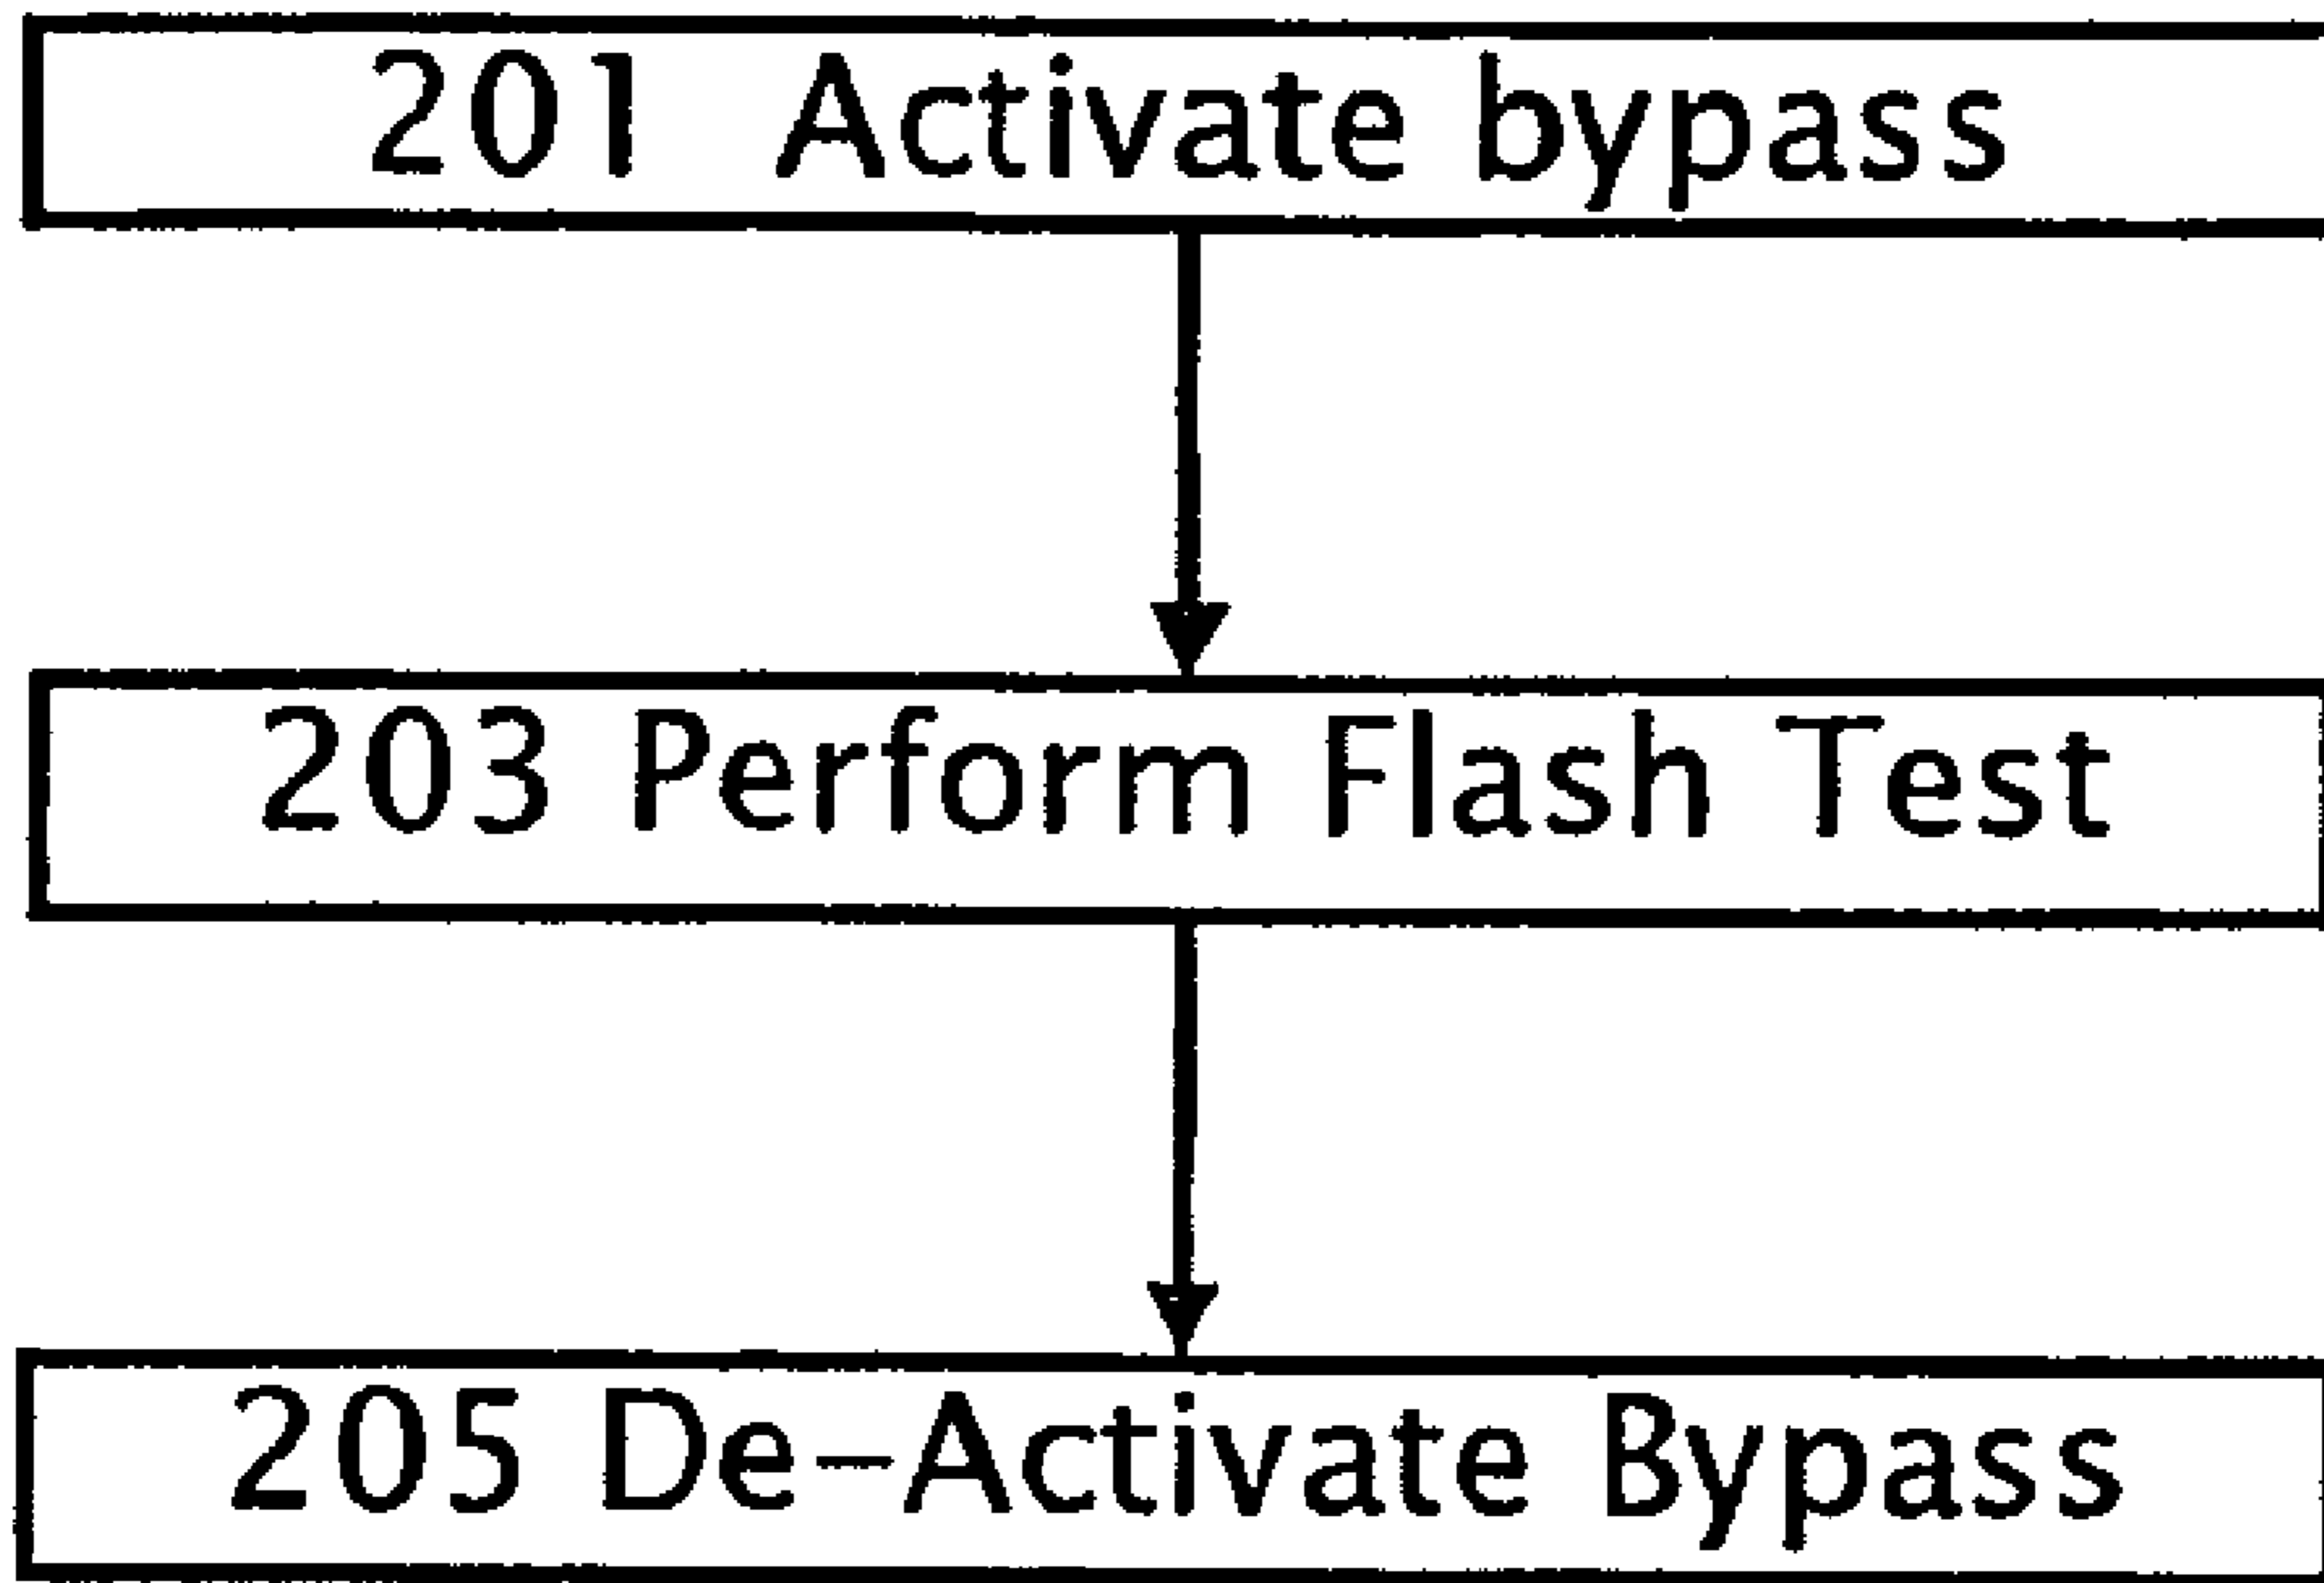 201 Activate bypass
203 Perform Flash Test
205 De-Activate Bypass